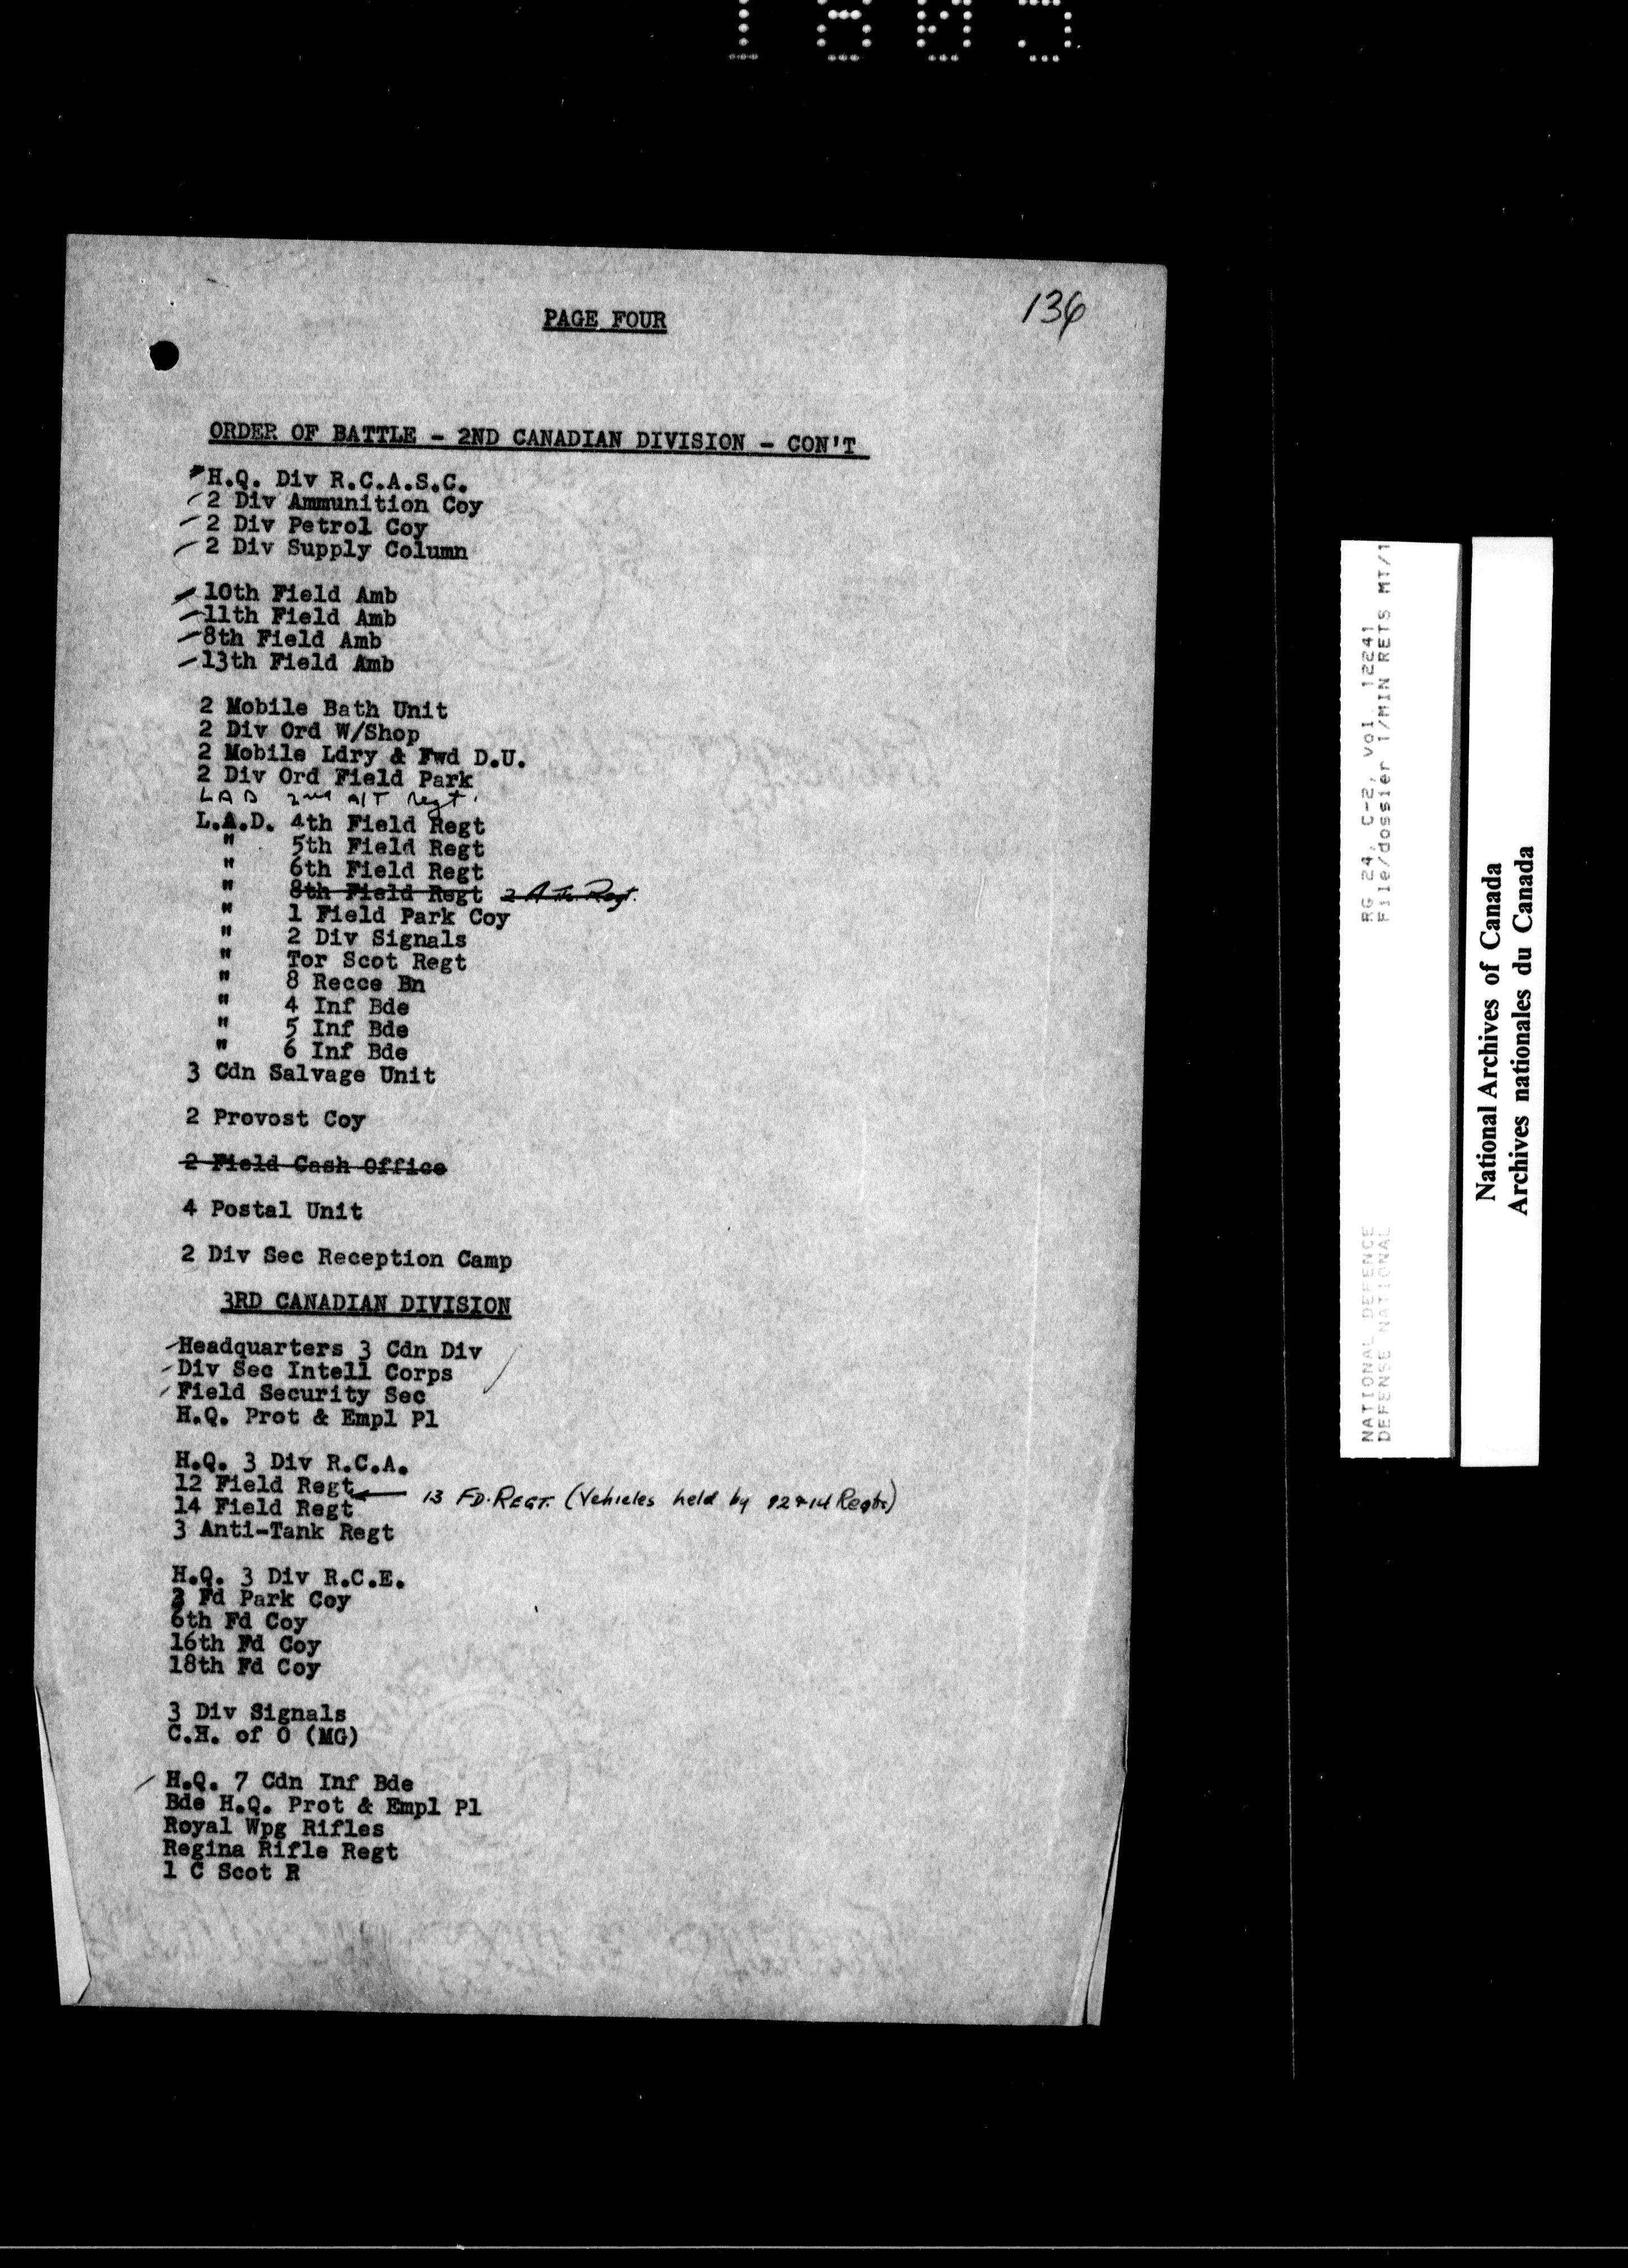 1805
PAGE FOUR
136
ORDER OF BATTLE - 2ND CANADIAN DIVISION - CON'T
H.Q. Div R.C.A.S.C.
2 Div Ammunition Coy
2 Div Petrol Coy
2 Div Supply Column
10th Field Amb
11th Field Amb
8th Field Amb
13th Field Amb
2 Mobile Bath Unit
2 Div Ord W/Shop
2 Mobile Ldry & Fwd D.U.
2 Div Ord Field Park
LAD 2nd A/T Regt.
L.A.D. 4th Field Regt
" 5th Field Regt
" 6th Field Regt
" 8th Field Regt 2 A Tk Regt.
" 1 Field Park Coy
" 2 Div Signals
" Tor Scot Regt
" 8 Recce Bn
" 4 Inf Bde
" 5 Inf Bde
" 6 Inf Bde
3 Cdn Salvage Unit
2 Provost Coy
2 Field Cash Office
4 Postal Unit
2 Div Sec Reception Camp
3RD CANADIAN DIVISION
Headquarters 3 Cdn Div
Div Sec Intell Corps
Field Security Sec
H.Q. Prot & Empl Pl
H.Q. 3 Div R.C.A.
12 Field Regt
13 FD. REGT. (Vehicles held by 12 & 14 Regts)
14 Field Regt
3 Anti-Tank Regt
H.Q. 3 Div R.C.E.
3 Fd Park Coy
6th Fd Coy
16th Fd Coy
18th Fd Coy
3 Div Signals
C.H. of O (MG)
H.Q. 7 Cdn Inf Bde
Bde H.Q. Prot & Empl Pl
Royal Wpg Rifles
Regina Rifle Regt
1 C Scot R
NATIONAL DEFENCE RG 24, C-2, vol. 12241
DEFENSE NATIONAL File/dossier 1/MIN RETS MT/1
National Archives of Canada
Archives nationales du Canada